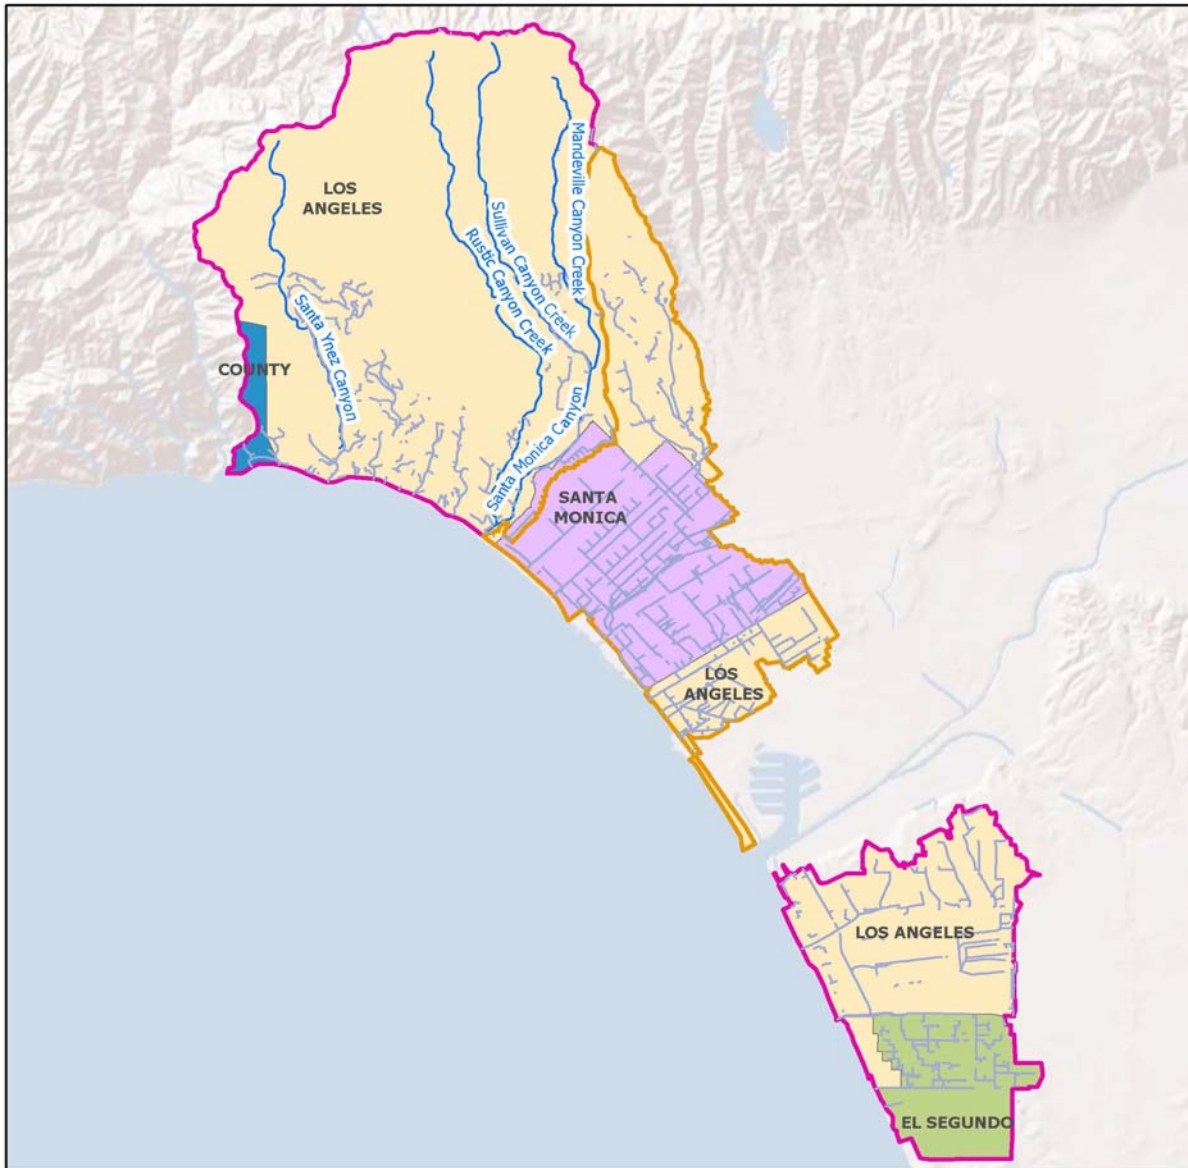 LOS
ANGELES
Mandeville Canyon Creek
Sullivan Canyon Creek
Rustic Canyon Creek
Santa Ynez Canyon
COUNTY
Santa Monica Canyon
SANTA
MONICA
LOS
ANGELES
LOS ANGELES
EL SEGUNDO